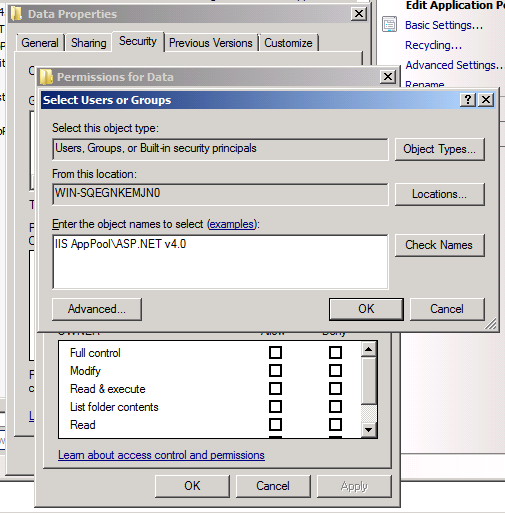 Data Properties
Edit Application P
General
Sharing
Security
Previous Versions
Customize
Basic Settings...
Recycling...
Advanced Settings...
Rename
Permissions for Data
Select Users or Groups
Select this object type:
Users, Groups, or Built-in security principals
Object Types...
From this location:
WIN-SQEGNKEMJN0
Locations...
Enter the object names to select (examples):
IIS AppPool\ASP.NET v4.0
Check Names
Advanced...
OK
Cancel
Full control
Modify
Read & execute
List folder contents
Read
Learn about access control and permissions
OK
Cancel
Apply